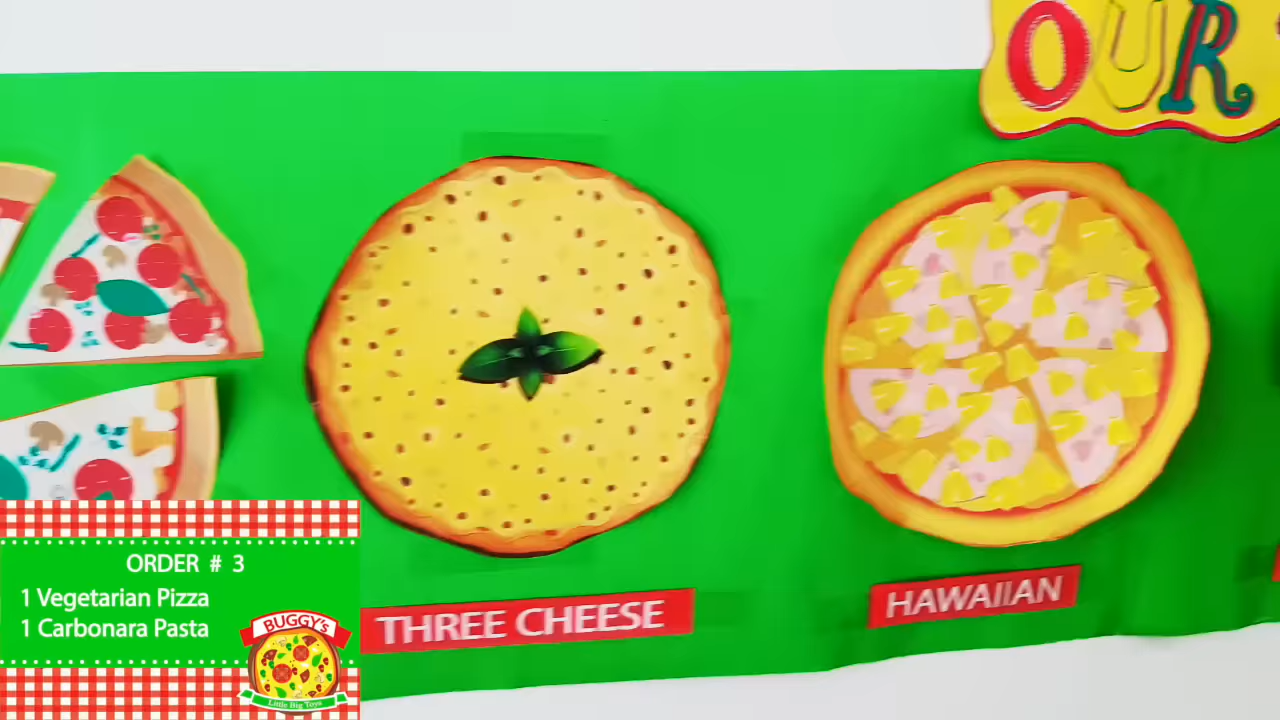 OUR
THREE CHEESE
HAWAIIAN
ORDER # 3
1 Vegetarian Pizza
1 Carbonara Pasta
BUGGY's
Little Big Toys